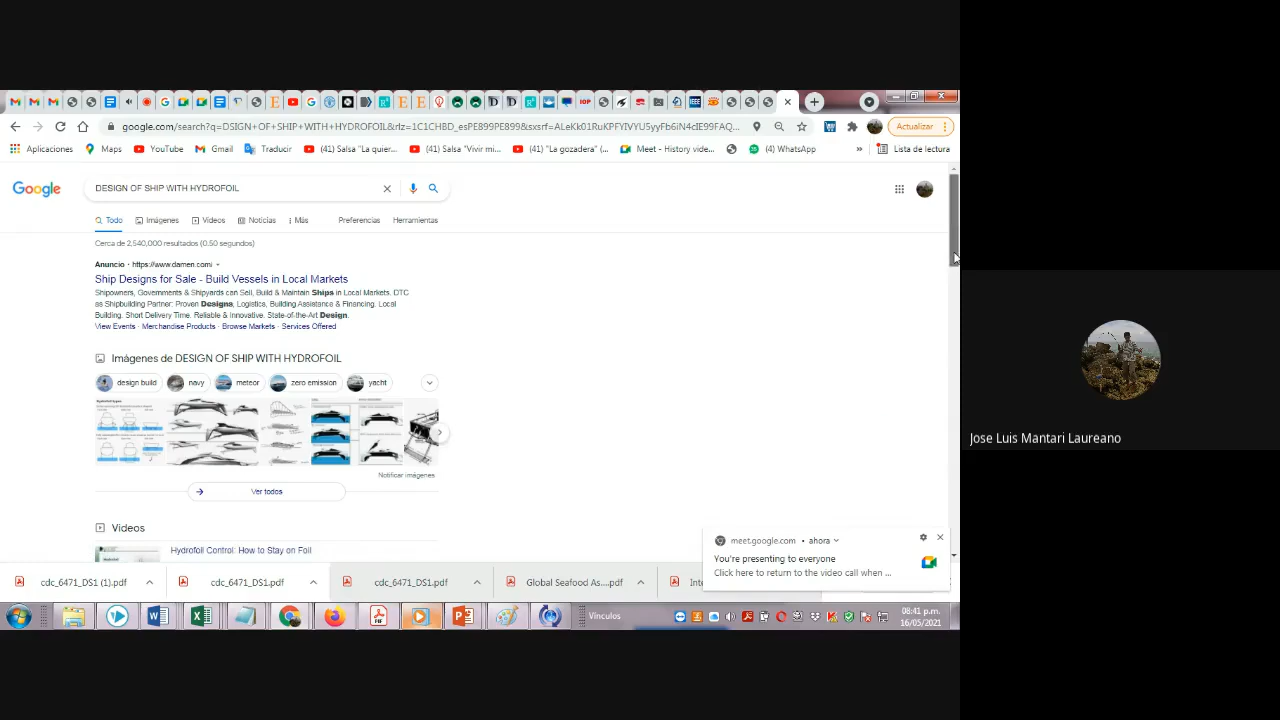 google.com/sea
OF+SHIP+WITH+HYDROFOIL&rlz=1C1CHBD_esPE899PE899&sxsrf=ALeKk01RuKPFYIVYU5yyFb6iN4cIE99FAQ...
Actualizar
Aplicaciones
Maps
YouTube
Gmail
Traducir
(41) Salsa "La quier...
(41) Salsa "Vivir mi...
(41) "La gozadera" (...
Meet - History vide...
(4) WhatsApp
»
Lista de lectura
Google
DESIGN OF SHIP WITH HYDROFOIL
Todo
Imágenes
Vídeos
Noticias
Más
Preferencias
Herramientas
Cerca de 2,540,000 resultados (0.50 segundos)
Anuncio · https://www.damen.com/
Ship Designs for Sale - Build Vessels in Local Markets
Shipowners, Governments & Shipyards can Sell, Build & Maintain Ships in Local Markets. DTC
as Shipbuilding Partner: Proven Designs, Logistics, Building Assistance & Financing. Local
Building. Short Delivery Time. Reliable & Innovative. State-of-the-Art Design.
View Events · Merchandise Products · Browse Markets · Services Offered
Imágenes de DESIGN OF SHIP WITH HYDROFOIL
design build
navy
meteor
zero emission
yacht
Notificar imágenes
Ver todos
Videos
Hydrofoil Control: How to Stay on Foil
meet.google.com • ahora
You're presenting to everyone
Click here to return to the video call when ...
cdc_6471_DS1 (1).pdf
cdc_6471_DS1.pdf
cdc_6471_DS1.pdf
Global Seafood As....pdf
Vínculos
08:41 p.m.
16/05/2021
Jose Luis Mantari Laureano